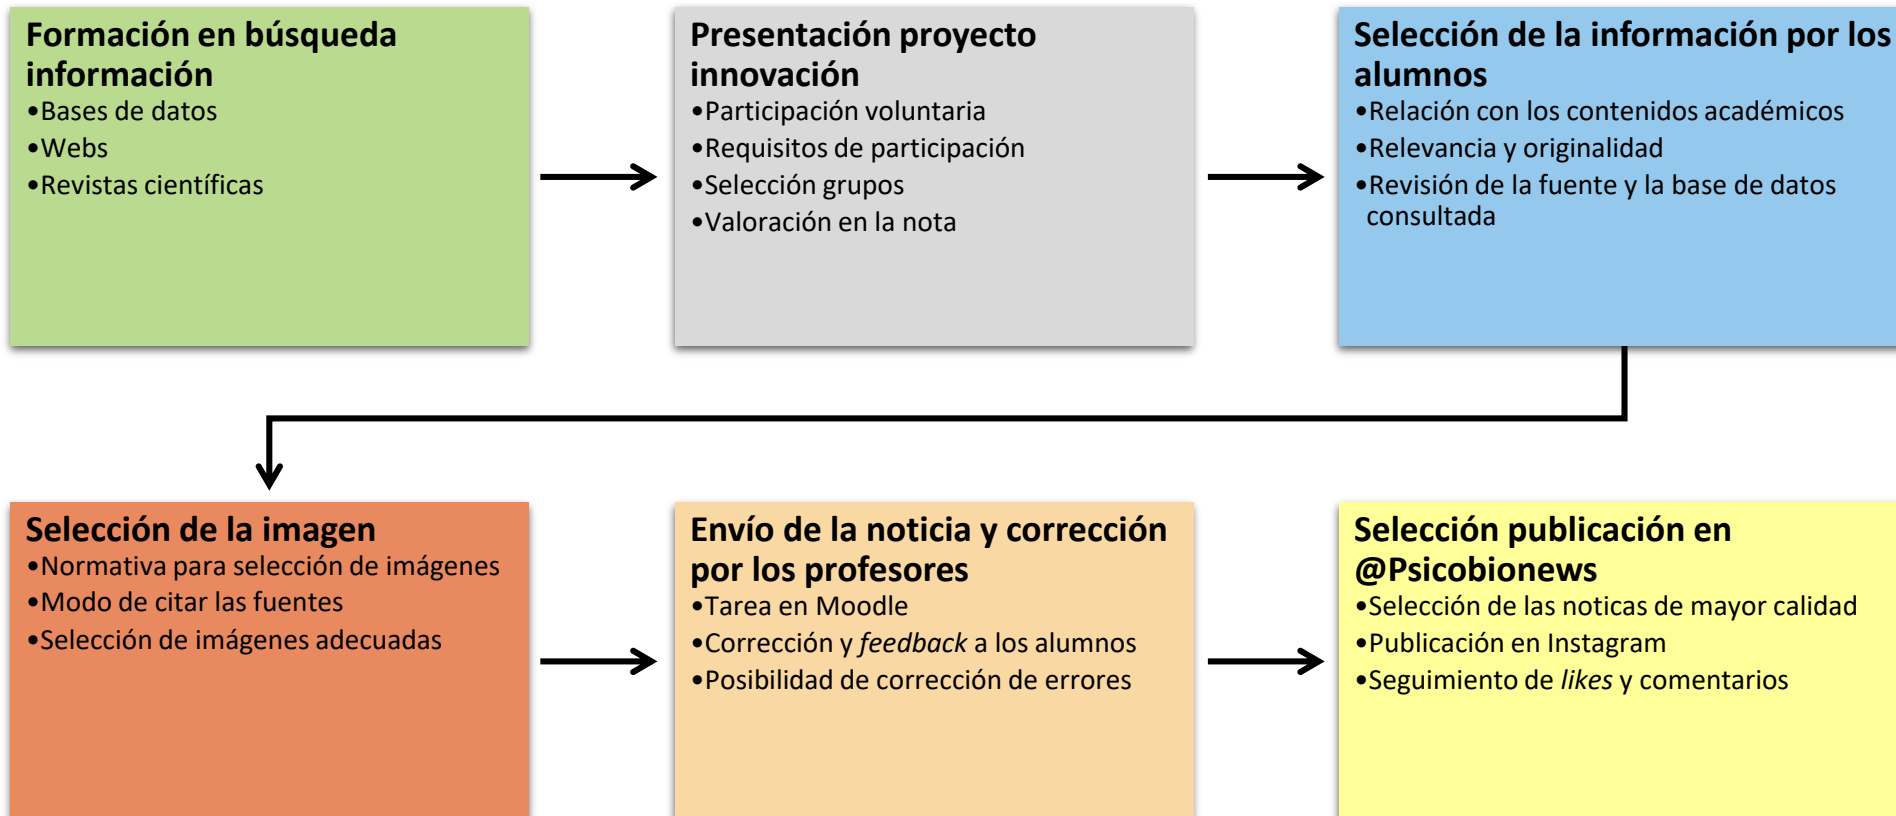 Formación en búsqueda
información
•Bases de datos
•Webs
•Revistas científicas
Presentación proyecto
innovación
•Participación voluntaria
•Requisitos de participación
•Selección grupos
•Valoración en la nota
Selección de la información por los
alumnos
•Relación con los contenidos académicos
•Relevancia y originalidad
•Revisión de la fuente y la base de datos
consultada
Selección de la imagen
•Normativa para selección de imágenes
•Modo de citar las fuentes
•Selección de imágenes adecuadas
Envío de la noticia y corrección
por los profesores
•Tarea en Moodle
•Corrección y feedback a los alumnos
•Posibilidad de corrección de errores
Selección publicación en
@Psicobionews
•Selección de las noticas de mayor calidad
•Publicación en Instagram
•Seguimiento de likes y comentarios